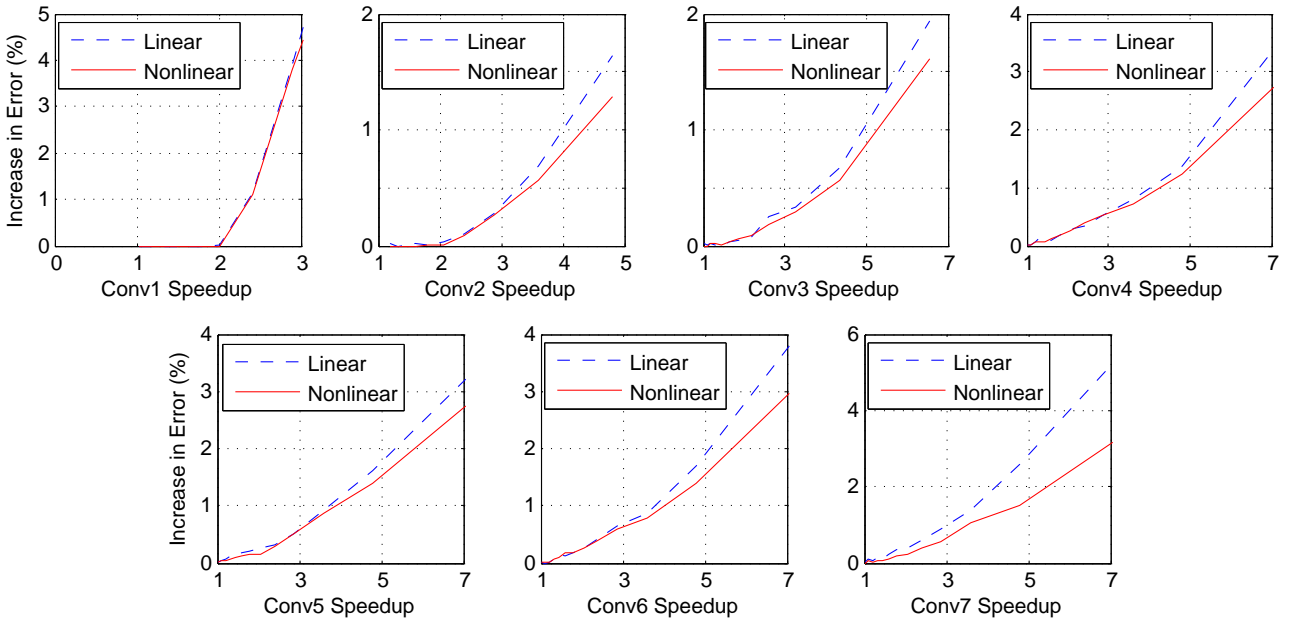 Increase in Error (%)
5
4
3
2
1
0
Linear
Nonlinear
0 1 2 3
Conv1 Speedup
2
1
0
Linear
Nonlinear
1 2 3 4 5
Conv2 Speedup
2
1
0
Linear
Nonlinear
1 3 5 7
Conv3 Speedup
4
3
2
1
0
Linear
Nonlinear
1 3 5 7
Conv4 Speedup
Increase in Error (%)
4
3
2
1
0
Linear
Nonlinear
1 3 5 7
Conv5 Speedup
4
3
2
1
0
Linear
Nonlinear
1 3 5 7
Conv6 Speedup
6
4
2
0
Linear
Nonlinear
1 3 5 7
Conv7 Speedup